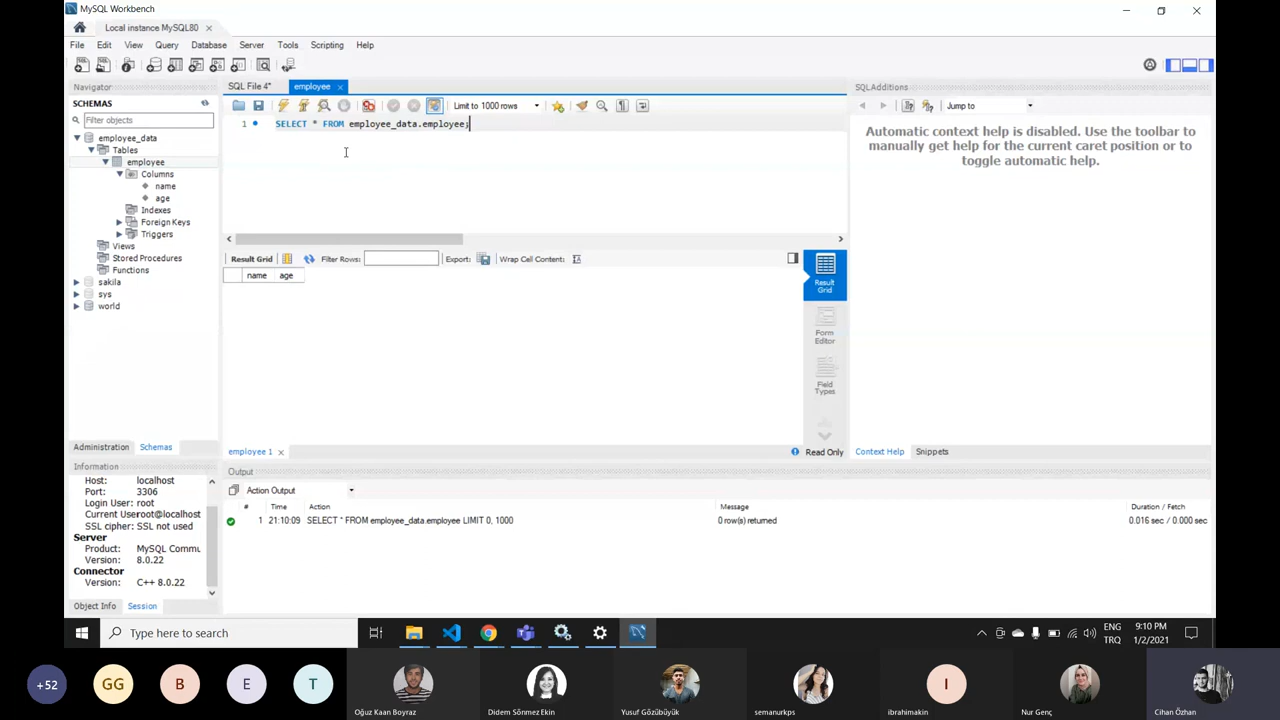 MySQL Workbench
Local instance MySQL80
File Edit View Query Database Server Tools Scripting Help
Navigator
SCHEMAS
Filter objects
employee_data
Tables
employee
Columns
name
age
Indexes
Foreign Keys
Triggers
Views
Stored Procedures
Functions
sakila
sys
world
Administration Schemas
Information
Host: localhost
Port: 3306
Login User: root
Current User root@localhost
SSL cipher: SSL not used
Server
Product: MySQL Commu
Version: 8.0.22
Connector
Version: C++ 8.0.22
Object Info Session
SQL File 4* employee
Limit to 1000 rows
1 SELECT * FROM employee_data.employee;
Result Grid Filter Rows: Export: Wrap Cell Content:
name age
Result Grid
Form Editor
Field Types
employee 1
Read Only
SQLAdditions
Jump to
Automatic context help is disabled. Use the toolbar to
manually get help for the current caret position or to
toggle automatic help.
Context Help Snippets
Output
Action Output
# Time Action Message Duration / Fetch
1 21:10:09 SELECT * FROM employee_data.employee LIMIT 0, 1000 0 row(s) returned 0.016 sec / 0.000 sec
Type here to search
ENG
TRQ
9:10 PM
1/2/2021
+52 GG B E T I
Oğuz Kaan Boyraz Didem Sönmez Ekin Yusuf Gözübüyük semanurkps ibrahimakin Nur Genç Cihan Özhan